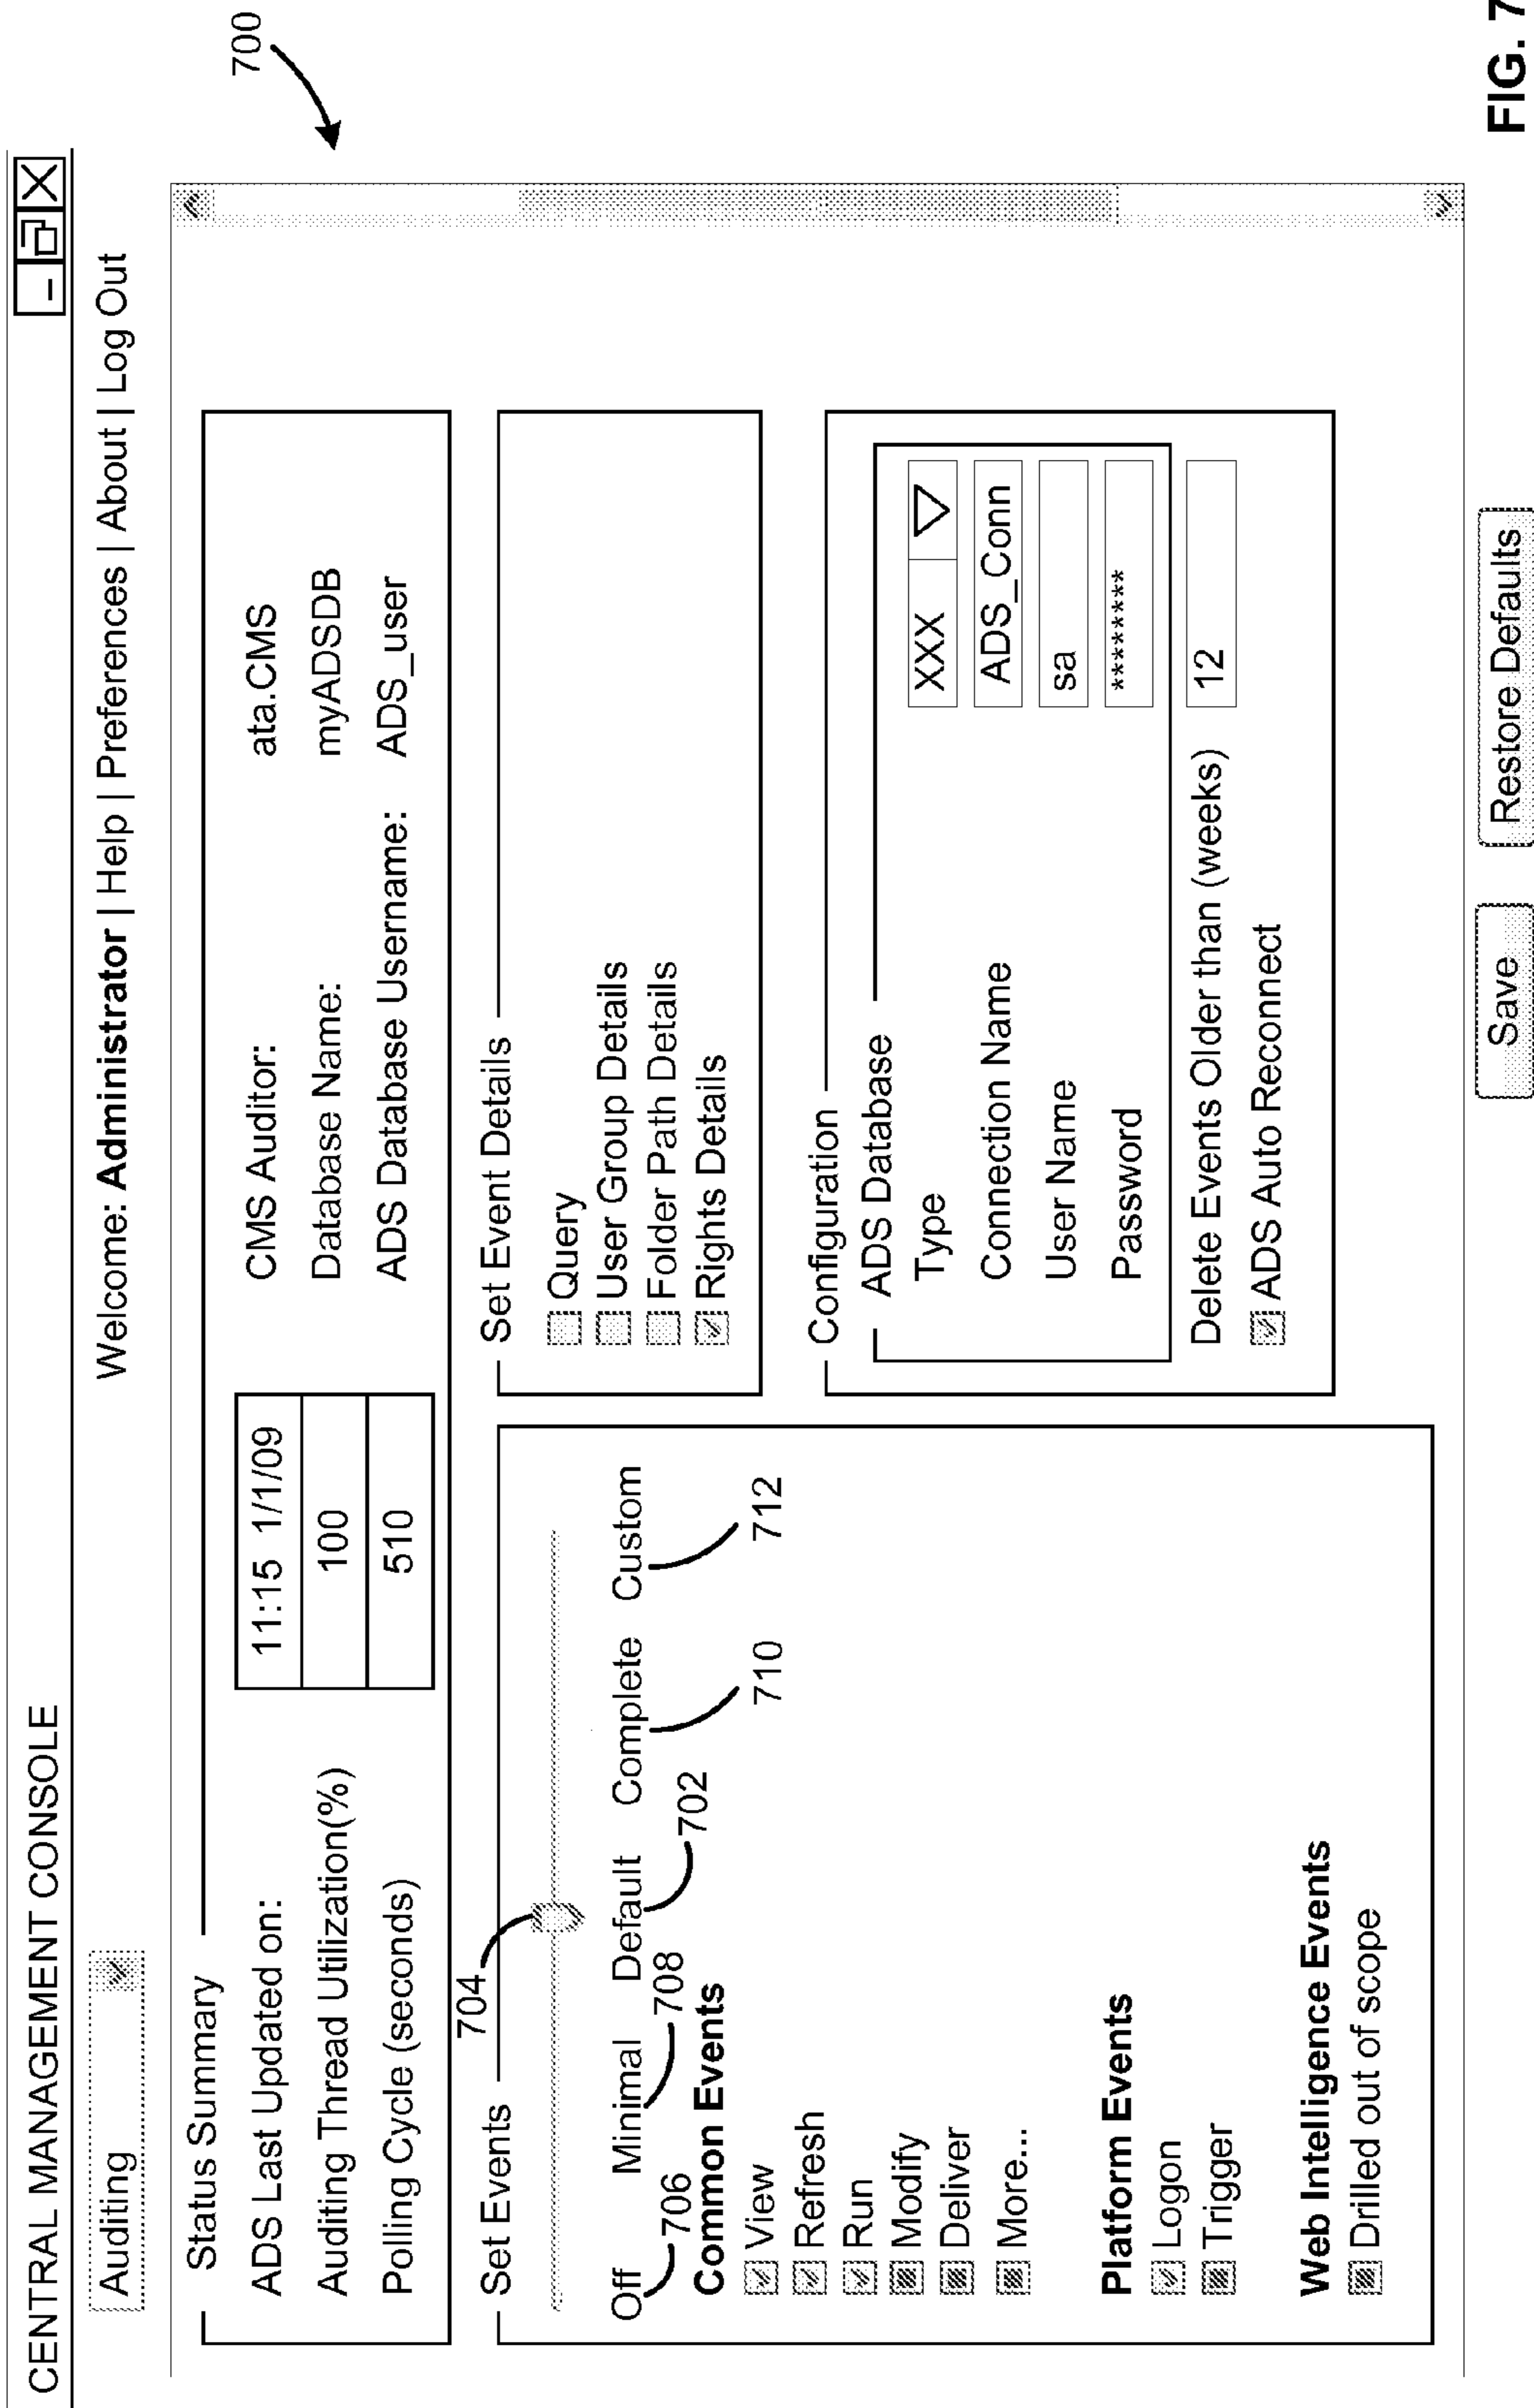 CENTRAL MANAGEMENT CONSOLE
Auditing
Welcome: Administrator | Help | Preferences | About | Log Out
700
Status Summary
ADS Last Updated on: 11:15 1/1/09 CMS Auditor: ata.CMS
Auditing Thread Utilization(%) 100 Database Name: myADSDB
Polling Cycle (seconds) 510 ADS Database Username: ADS_user
Set Events
704
Off Minimal Default Complete Custom
706 708 702 710 712
Common Events
View
Refresh
Run
Modify
Deliver
More...
Platform Events
Logon
Trigger
Web Intelligence Events
Drilled out of scope
Set Event Details
Query
User Group Details
Folder Path Details
Rights Details
Configuration
ADS Database
Type XXX
Connection Name ADS_Conn
User Name sa
Password ********
Delete Events Older than (weeks) 12
ADS Auto Reconnect
Save Restore Defaults
FIG. 7